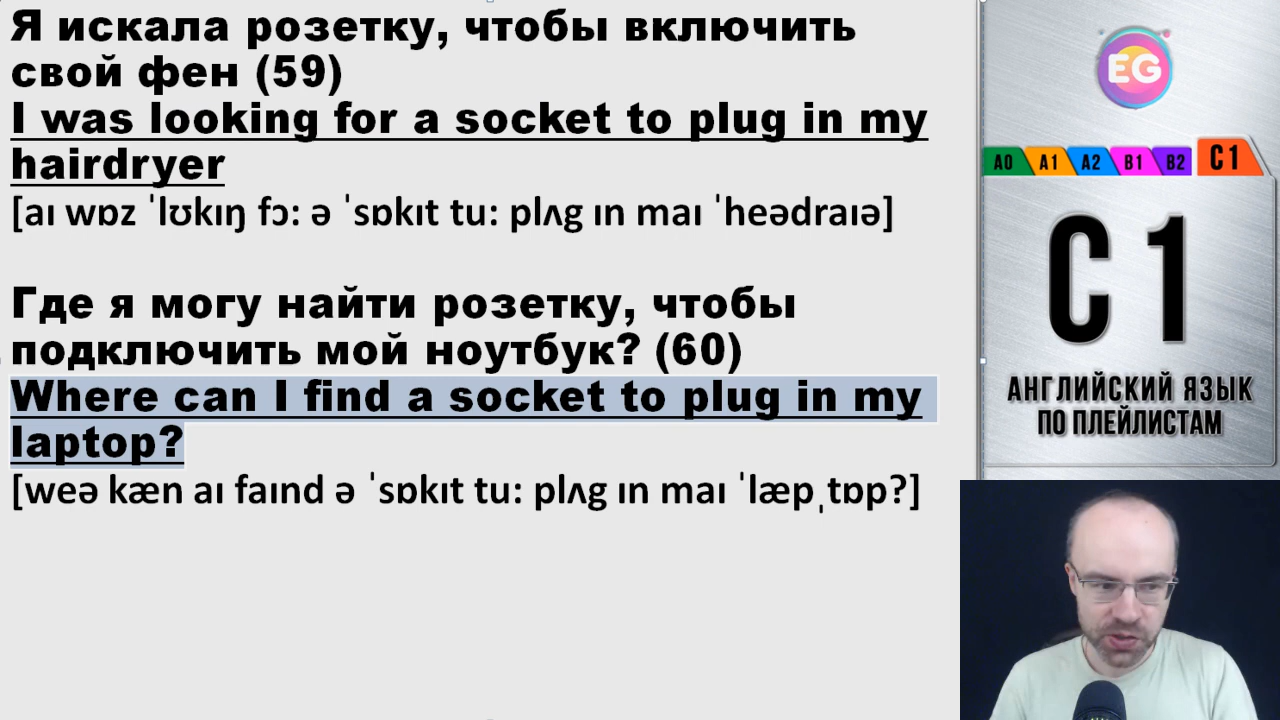 Я искала розетку, чтобы включить
свой фен (59)
I was looking for a socket to plug in my
hairdryer
[aɪ wɒz ˈlʊkɪŋ fɔː ə ˈsɒkɪt tuː plʌg ɪn maɪ ˈheədraɪə]
Где я могу найти розетку, чтобы
подключить мой ноутбук? (60)
Where can I find a socket to plug in my
laptop?
[weə kæn aɪ faɪnd ə ˈsɒkɪt tuː plʌg ɪn maɪ ˈlæpˌtɒp?]
EG
A0 A1 A2 B1 B2 C1
C1
АНГЛИЙСКИЙ ЯЗЫК
ПО ПЛЕЙЛИСТАМ